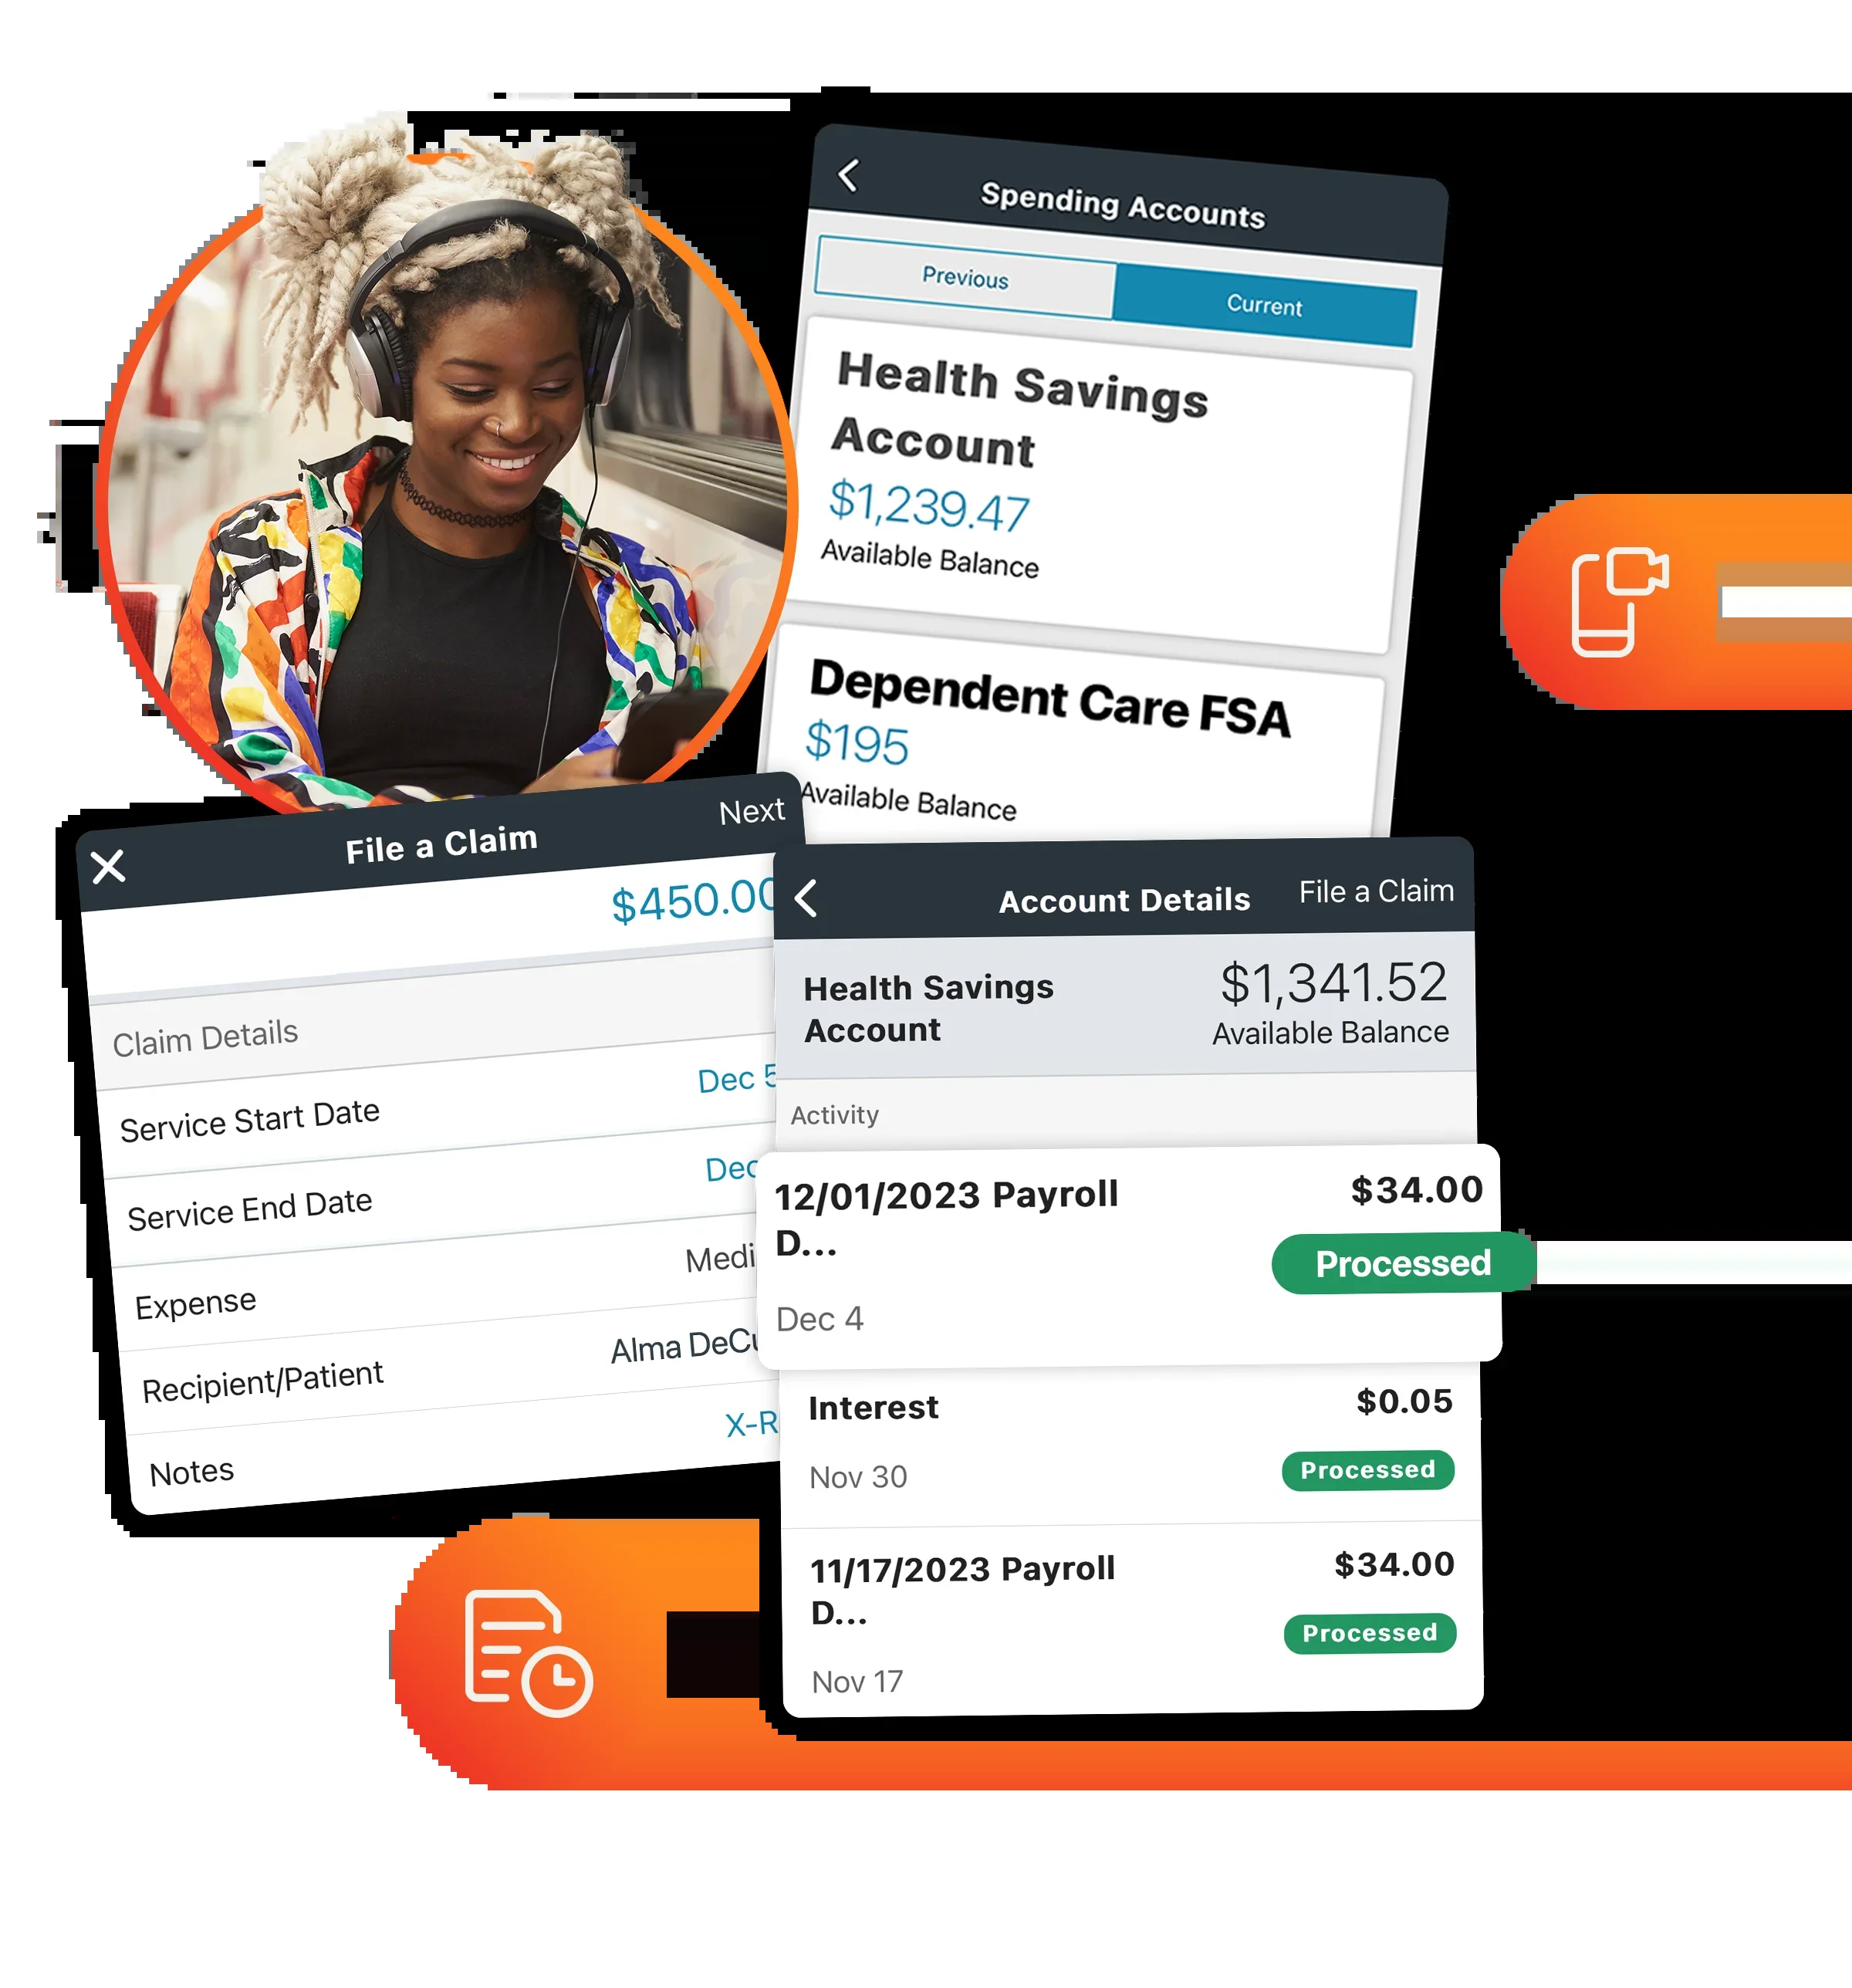 Spending Accounts
Previous
Current
Health Savings
Account
$1,239.47
Available Balance
Dependent Care FSA
$195
Available Balance
File a Claim
Next
$450.00
Claim Details
Service Start Date
Dec 5
Service End Date
Dec
Expense
Recipient/Patient
Alma
Notes
Account Details
File a Claim
Health Savings
Account
$1,341.52
Available Balance
Activity
12/01/2023 Payroll
D...
$34.00
Processed
Dec 4
Interest
$0.05
Nov 30
Processed
11/17/2023 Payroll
D...
$34.00
Processed
Nov 17